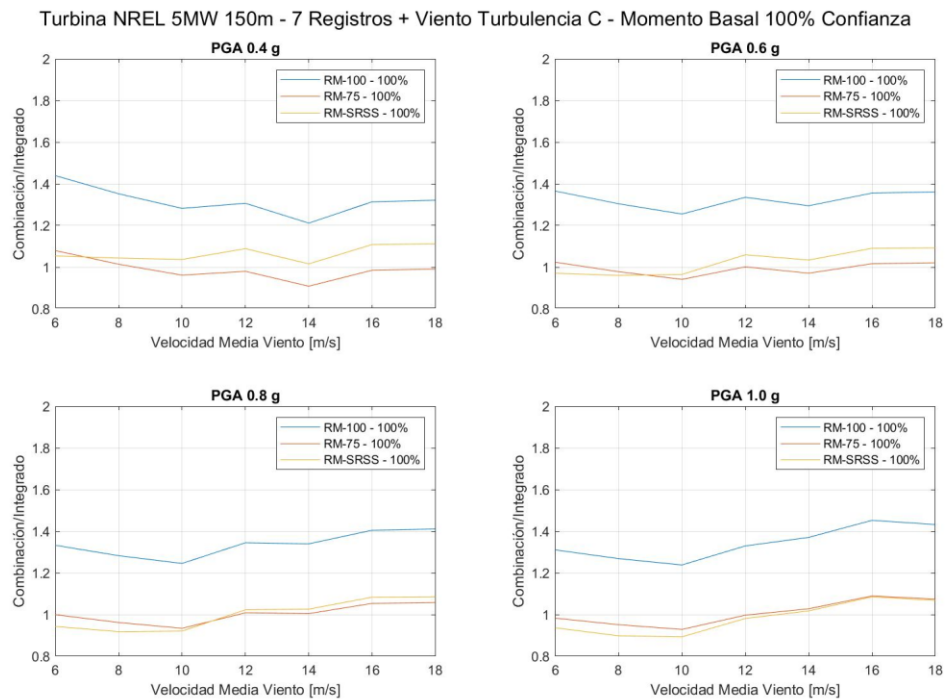 Turbina NREL 5MW 150m - 7 Registros + Viento Turbulencia C - Momento Basal 100% Confianza
PGA 0.4 g
2
1.8
1.6
1.4
1.2
1
0.8
Combinación/Integrado
RM-100 - 100%
RM-75 - 100%
RM-SRSS - 100%
6 8 10 12 14 16 18
Velocidad Media Viento [m/s]
PGA 0.6 g
2
1.8
1.6
1.4
1.2
1
0.8
Combinación/Integrado
RM-100 - 100%
RM-75 - 100%
RM-SRSS - 100%
6 8 10 12 14 16 18
Velocidad Media Viento [m/s]
PGA 0.8 g
2
1.8
1.6
1.4
1.2
1
0.8
Combinación/Integrado
RM-100 - 100%
RM-75 - 100%
RM-SRSS - 100%
6 8 10 12 14 16 18
Velocidad Media Viento [m/s]
PGA 1.0 g
2
1.8
1.6
1.4
1.2
1
0.8
Combinación/Integrado
RM-100 - 100%
RM-75 - 100%
RM-SRSS - 100%
6 8 10 12 14 16 18
Velocidad Media Viento [m/s]